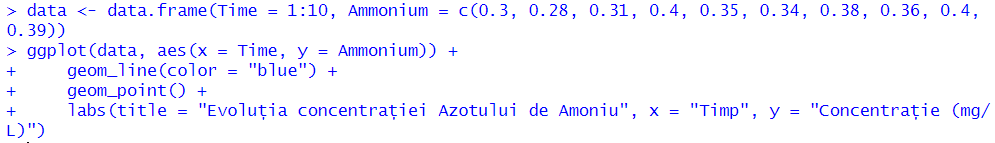 > data <- data.frame(Time = 1:10, Ammonium = c(0.3, 0.28, 0.31, 0.4, 0.35, 0.34, 0.38, 0.36, 0.4,
0.39))
> ggplot(data, aes(x = Time, y = Ammonium)) +
+     geom_line(color = "blue") +
+     geom_point() +
+     labs(title = "Evoluția concentrației Azotului de Amoniu", x = "Timp", y = "Concentrație (mg/
L)")